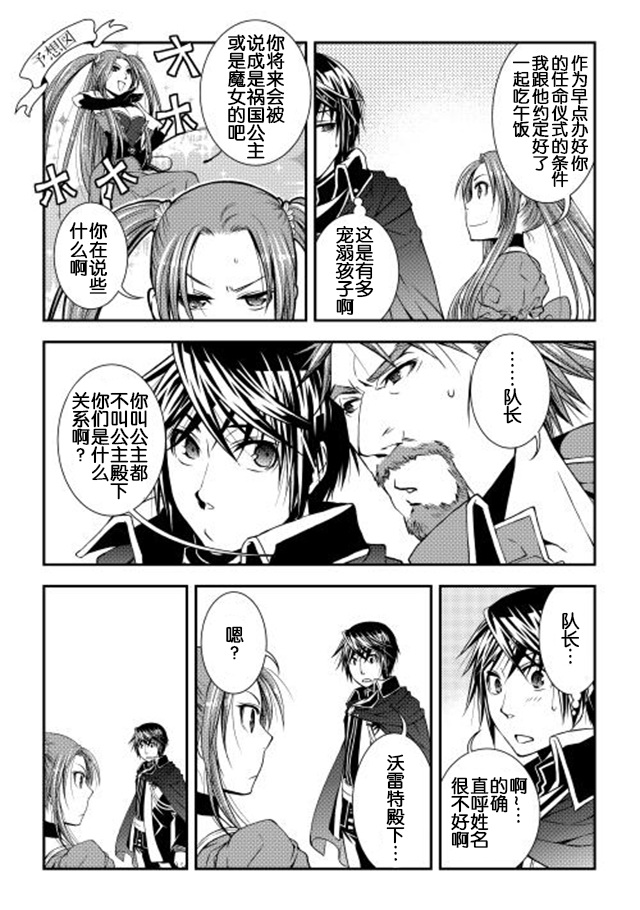 作为早点办好你
的任命仪式的条件
我跟他约定好了
一起吃午饭
这是有多
宠溺孩子啊
你将来会被
说成是祸国公主
或是魔女的吧
予想図
ホ
ホ
ホ
ホ
你在说些
什么啊
……
队长
你叫公主都
不叫公主殿下
你们是什么
关系啊?
队长…
啊~…
的确
直呼姓名
很不好啊
嗯?
沃雷特殿下…